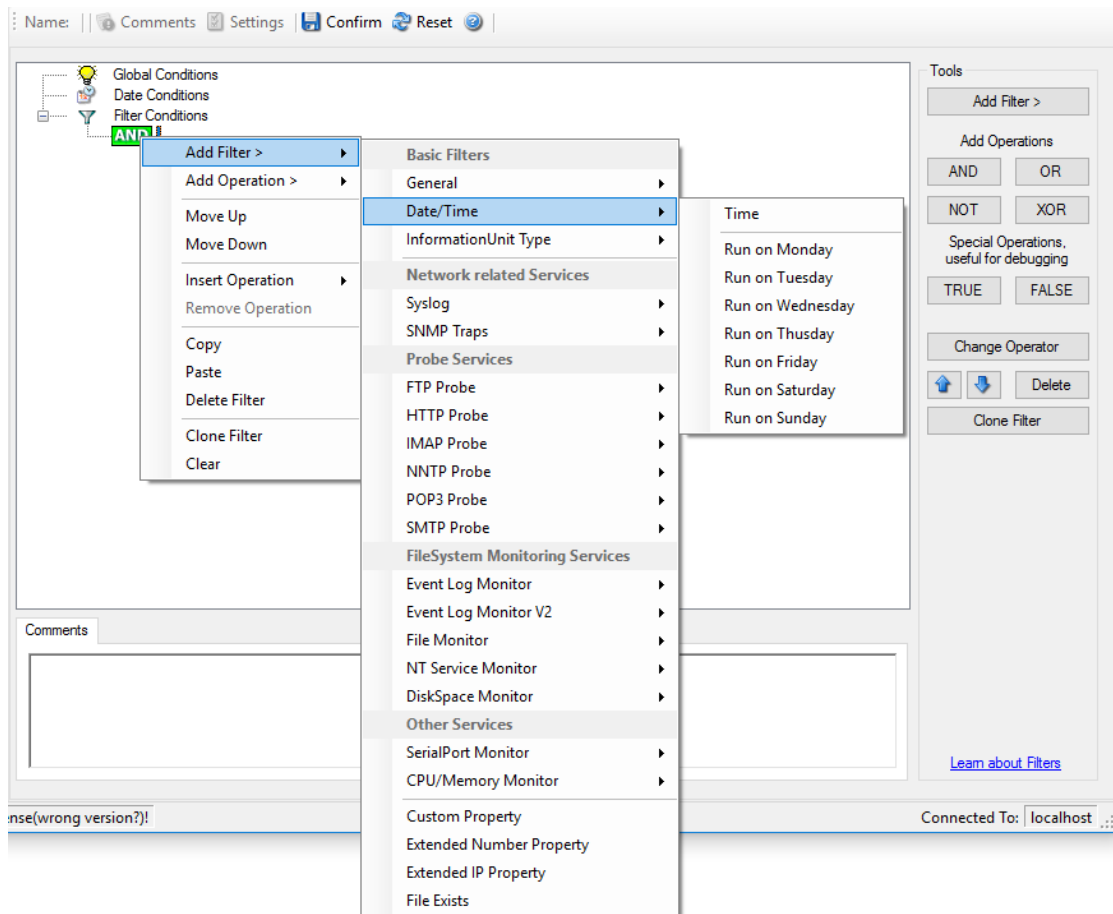 Name: Comments Settings Confirm Reset
Global Conditions
Date Conditions
Filter Conditions
AND
Add Filter >
Add Operation >
Move Up
Move Down
Insert Operation
Remove Operation
Copy
Paste
Delete Filter
Clone Filter
Clear
Basic Filters
General
Date/Time
InformationUnit Type
Network related Services
Syslog
SNMP Traps
Probe Services
FTP Probe
HTTP Probe
IMAP Probe
NNTP Probe
POP3 Probe
SMTP Probe
FileSystem Monitoring Services
Event Log Monitor
Event Log Monitor V2
File Monitor
NT Service Monitor
DiskSpace Monitor
Other Services
SerialPort Monitor
CPU/Memory Monitor
Custom Property
Extended Number Property
Extended IP Property
File Exists
Time
Run on Monday
Run on Tuesday
Run on Wednesday
Run on Thusday
Run on Friday
Run on Saturday
Run on Sunday
Tools
Add Filter >
Add Operations
AND OR
NOT XOR
Special Operations,
useful for debugging
TRUE FALSE
Change Operator
Delete
Clone Filter
Learn about Filters
Comments
ense(wrong version?)!
Connected To: localhost